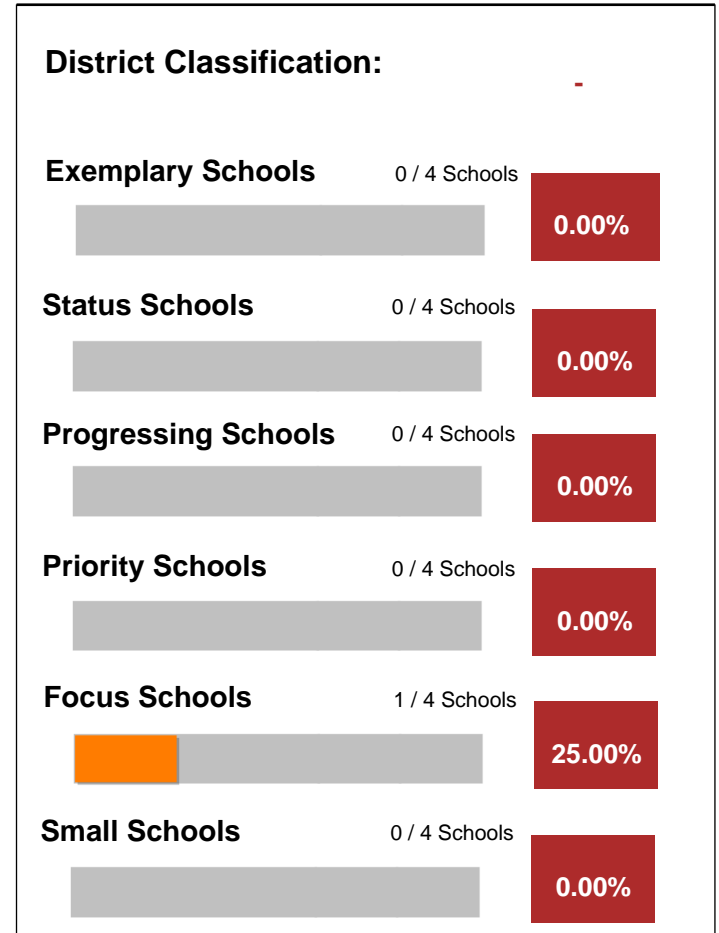 District Classification:
-
Exemplary Schools 0 / 4 Schools
0.00%
Status Schools 0 / 4 Schools
0.00%
Progressing Schools 0 / 4 Schools
0.00%
Priority Schools 0 / 4 Schools
0.00%
Focus Schools 1 / 4 Schools
25.00%
Small Schools 0 / 4 Schools
0.00%